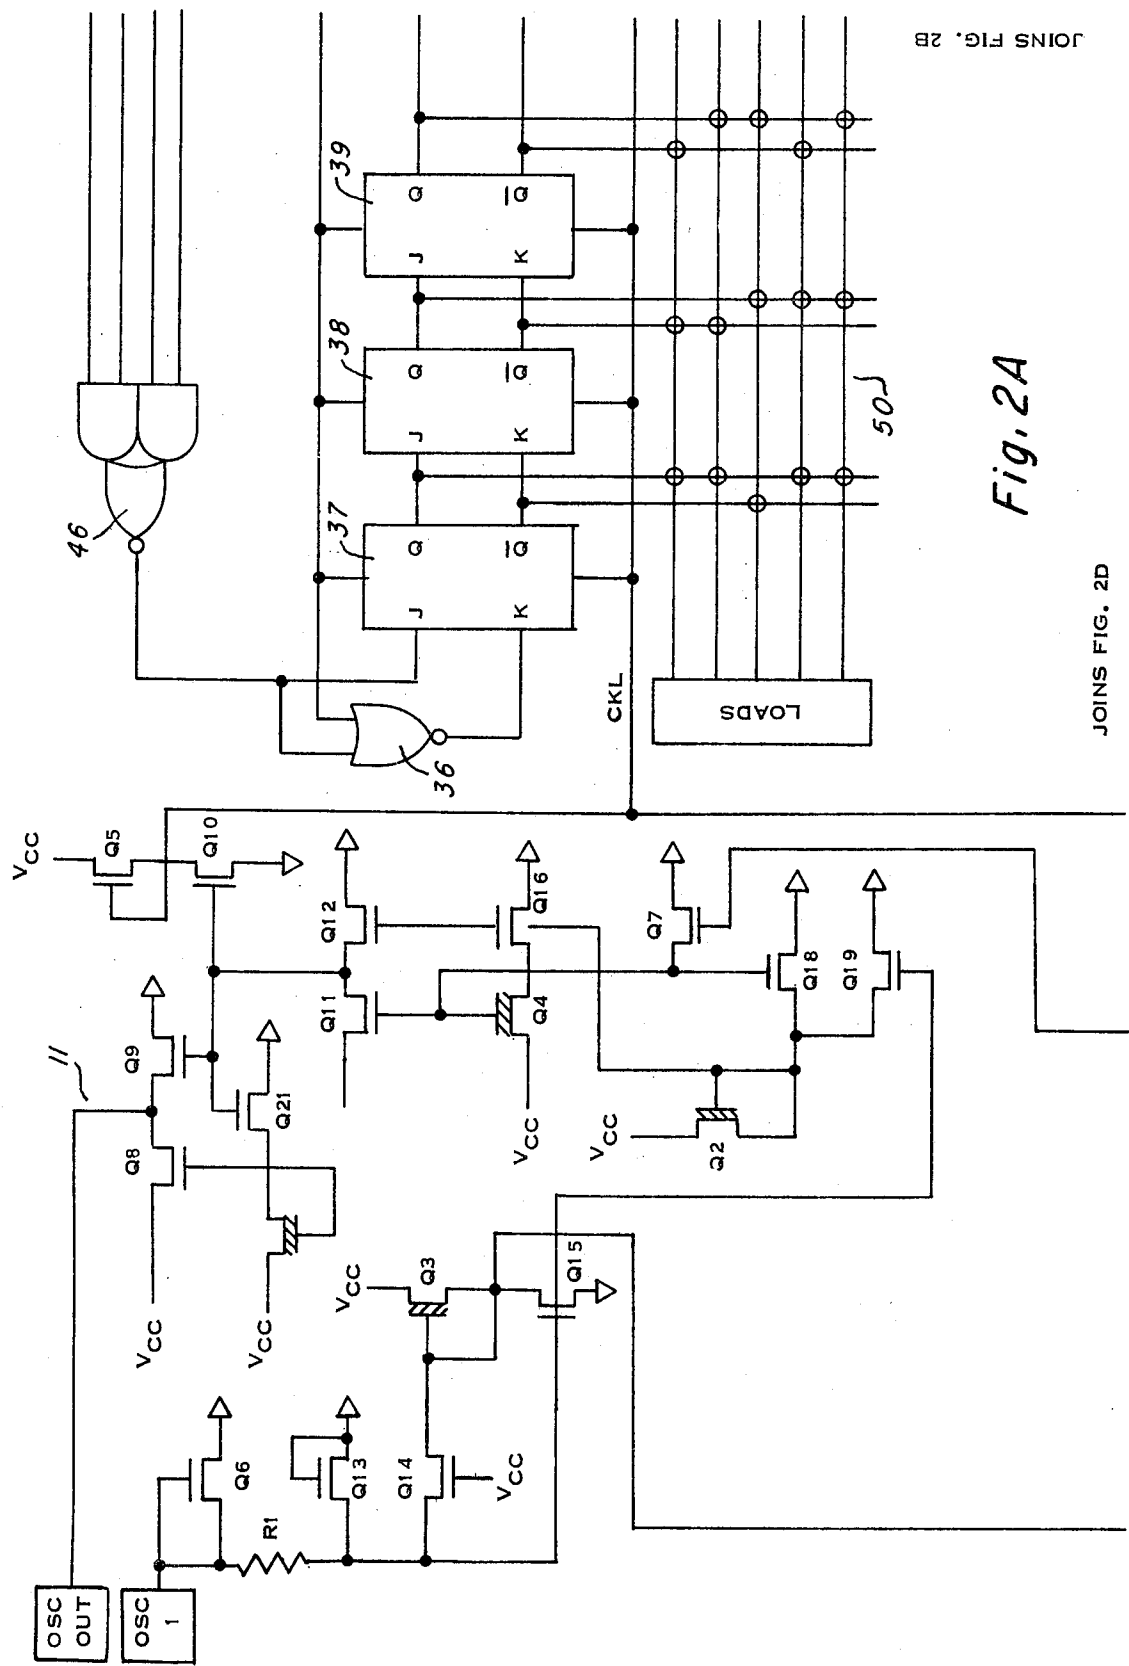 JOINS FIG. 2B
46
39
J
Q
K
Q
38
J
Q
K
Q
37
J
Q
K
Q
36
CKL
LOADS
50
Fig. 2A
JOINS FIG. 2D
VCC
Q5
Q10
11
Q9
Q8
Q21
VCC
VCC
Q12
Q11
Q16
Q4
VCC
Q7
Q18
Q19
VCC
Q2
VCC
Q3
Q15
Q6
R1
Q13
Q14
VCC
OSC OUT
OSC 1